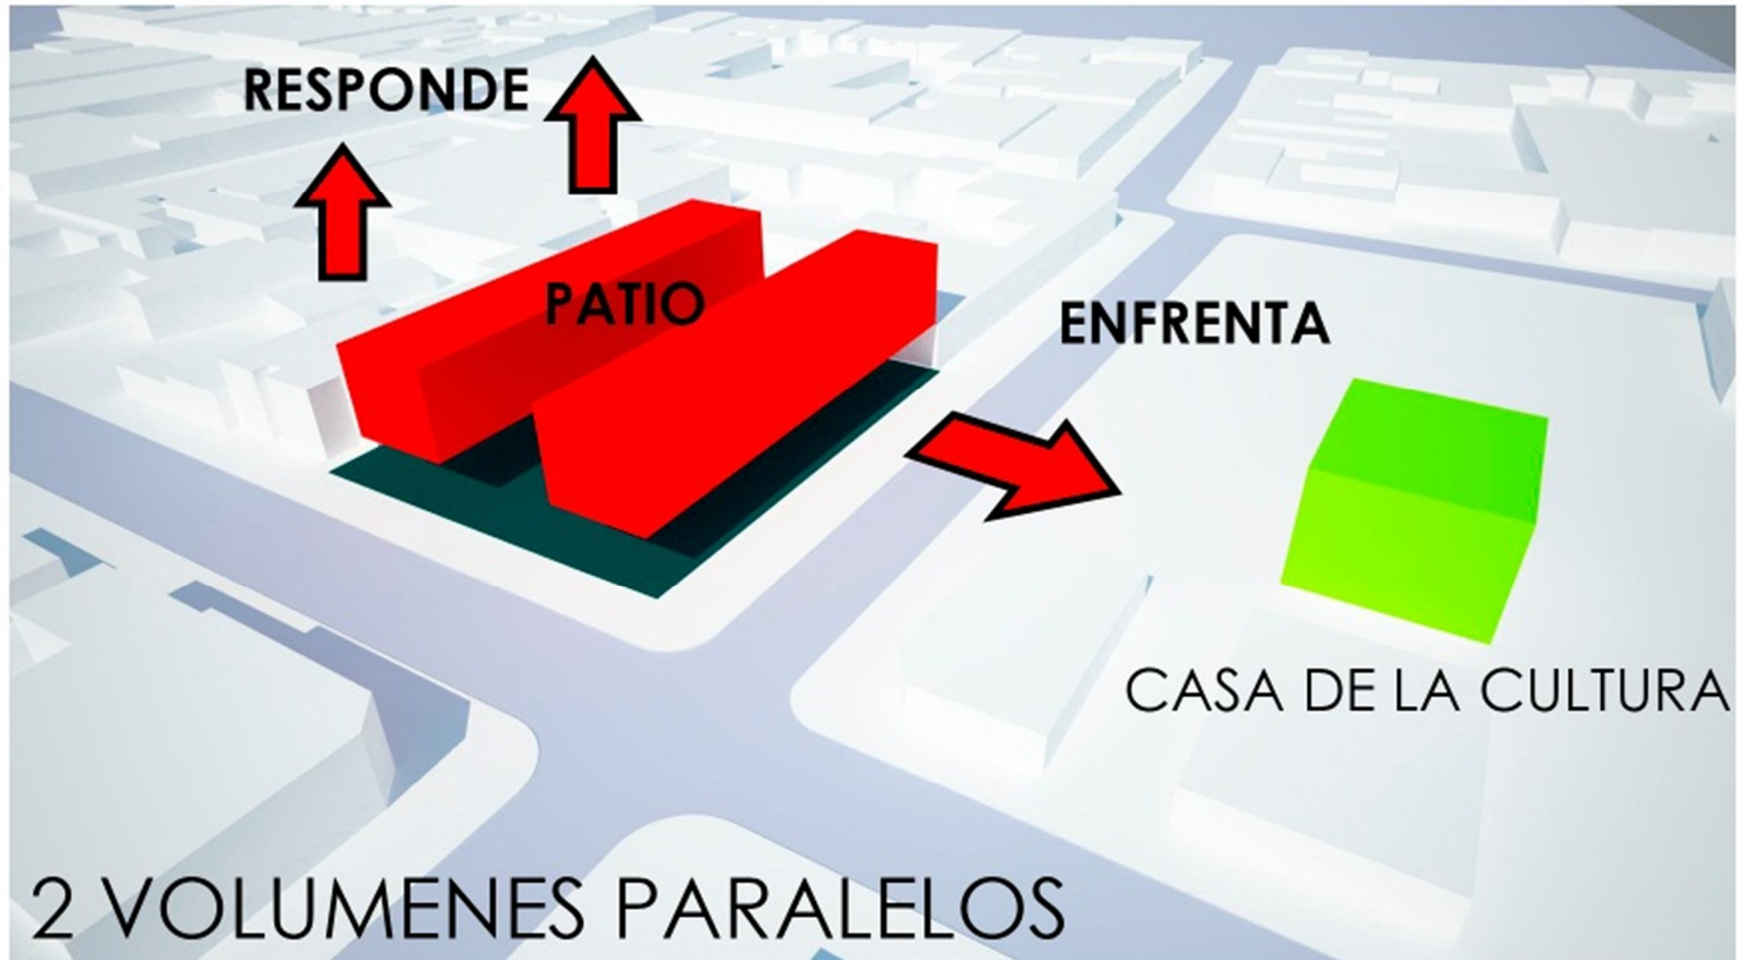 RESPONDE
PATIO
ENFRENTA
CASA DE LA CULTURA
2 VOLUMENES PARALELOS